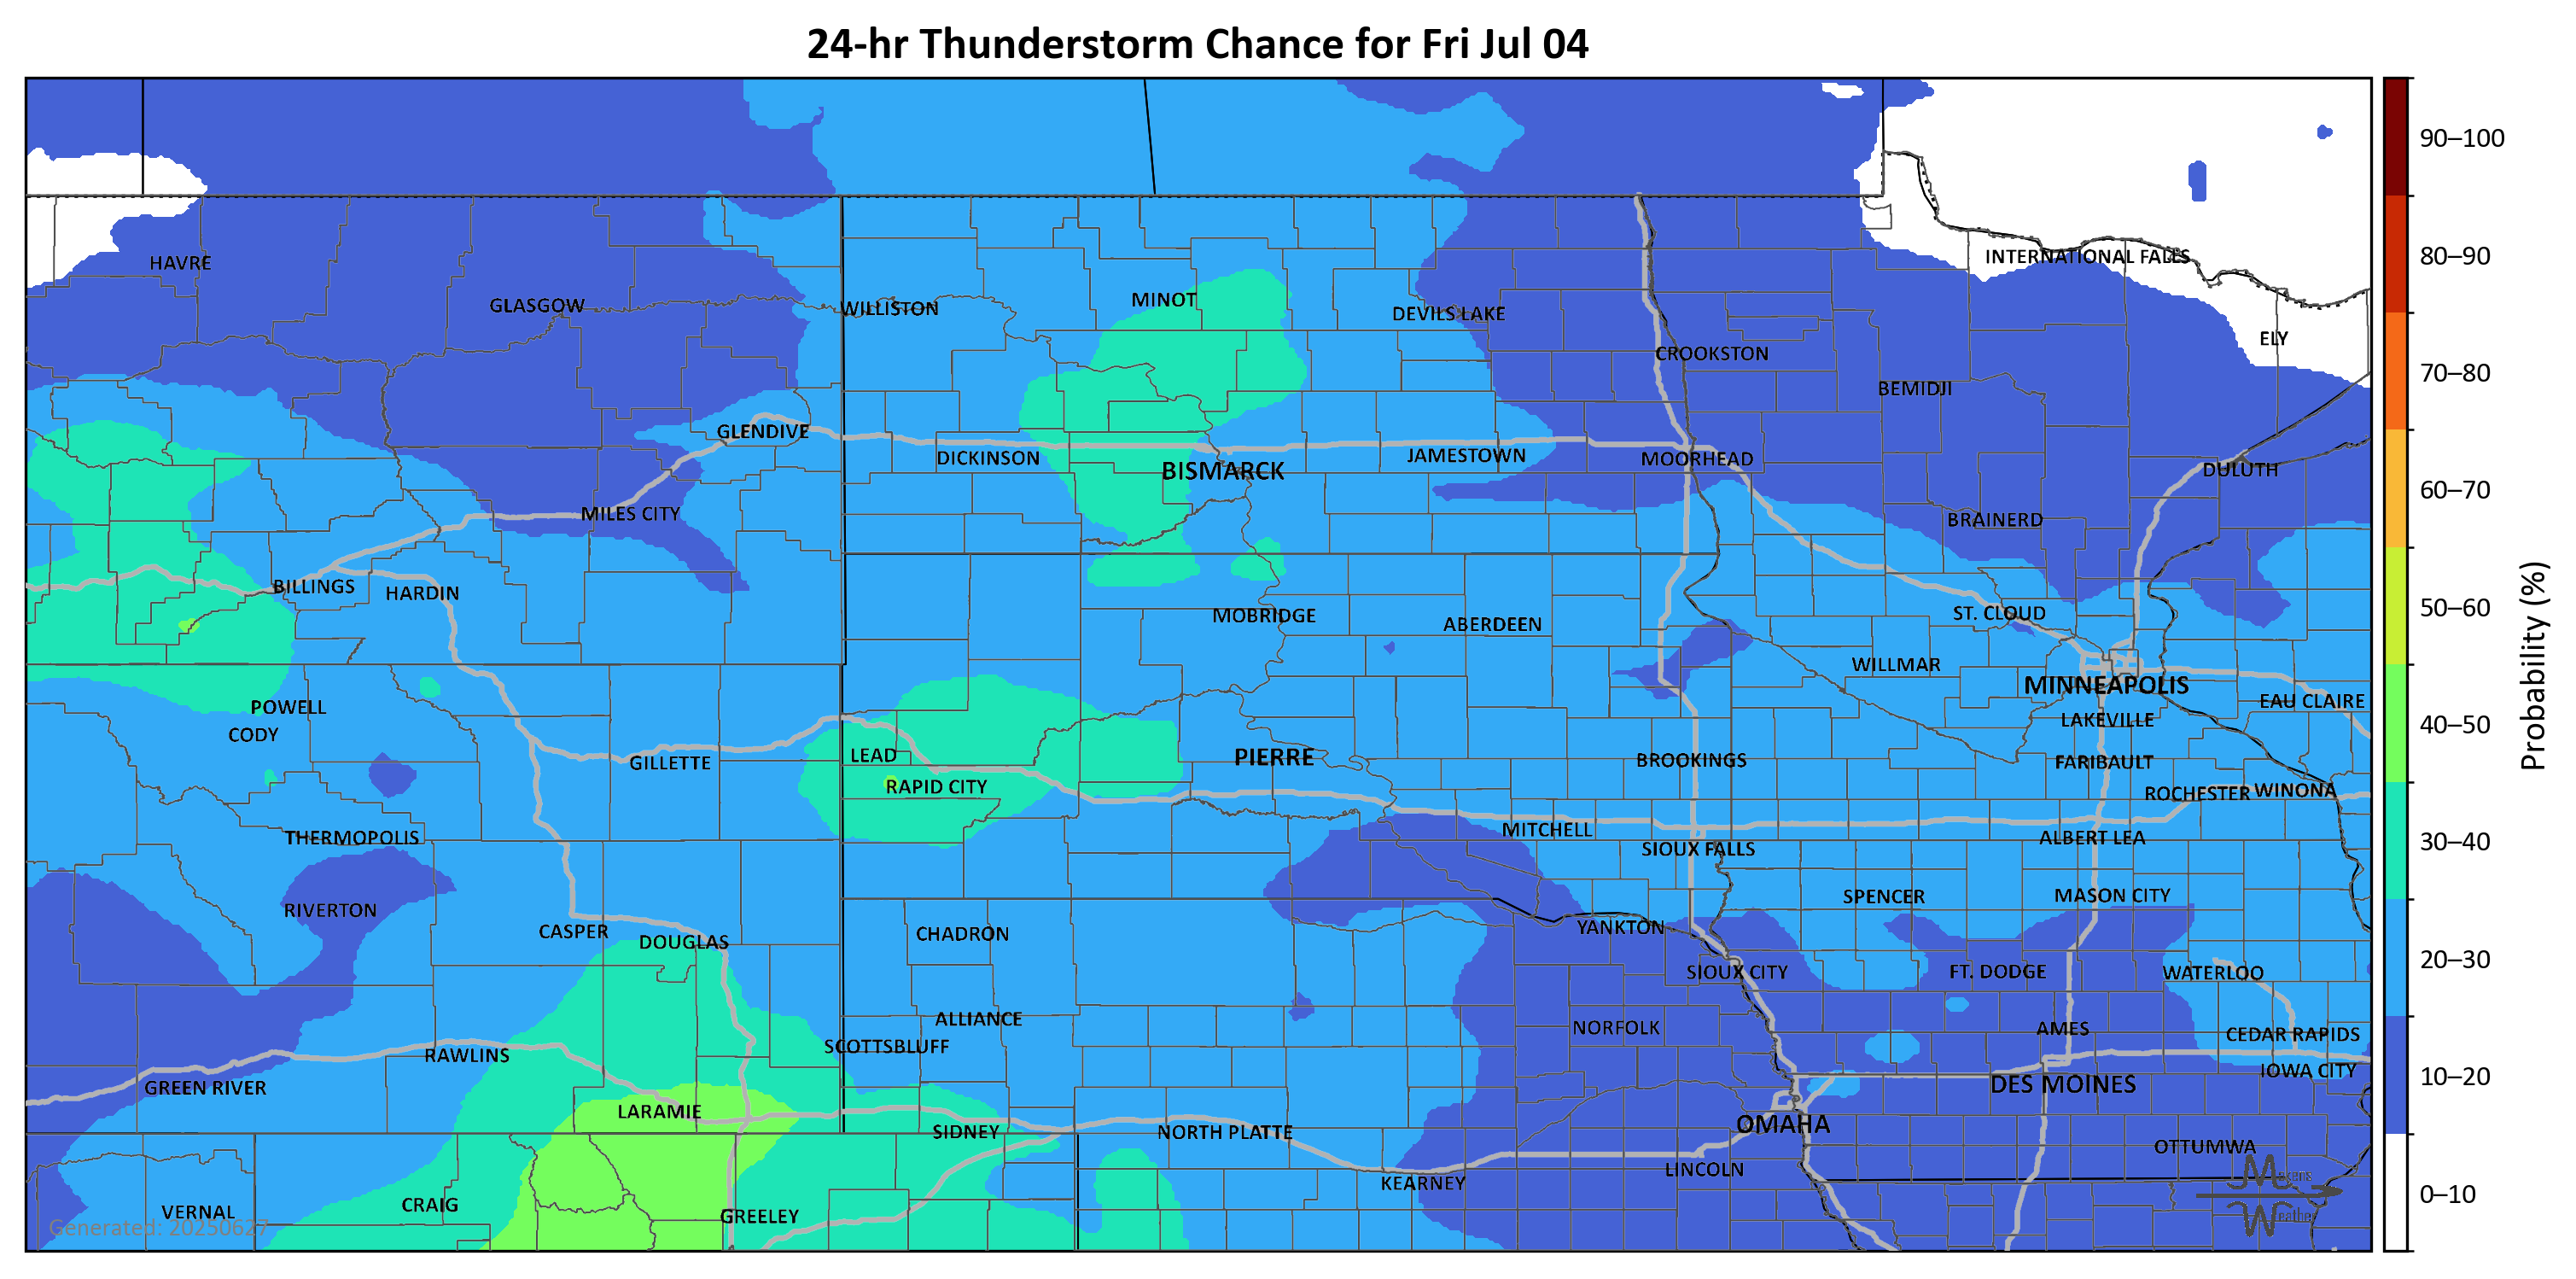 24-hr Thunderstorm Chance for Fri Jul 04
90–100
80–90
70–80
60–70
50–60
40–50
30–40
20–30
10–20
0–10
Probability (%)
INTERNATIONAL FALLS
HAVRE
GLASGOW
WILLISTON
MINOT
DEVILS LAKE
ELY
CROOKSTON
BEMIDJI
GLENDIVE
DICKINSON
BISMARCK
JAMESTOWN
MOORHEAD
DULUTH
MILES CITY
BRAINERD
BILLINGS
HARDIN
MOBRIDGE
ABERDEEN
ST. CLOUD
WILLMAR
MINNEAPOLIS
POWELL
EAU CLAIRE
LAKEVILLE
CODY
GILLETTE
LEAD
PIERRE
BROOKINGS
FARIBAULT
RAPID CITY
ROCHESTER
WINONA
THERMOPOLIS
MITCHELL
ALBERT LEA
SIOUX FALLS
SPENCER
MASON CITY
RIVERTON
CASPER
DOUGLAS
CHADRON
YANKTON
SIOUX CITY
FT. DODGE
WATERLOO
ALLIANCE
NORFOLK
AMES
CEDAR RAPIDS
SCOTTSBLUFF
RAWLINS
IOWA CITY
GREEN RIVER
DES MOINES
LARAMIE
SIDNEY
NORTH PLATTE
OMAHA
OTTUMWA
LINCOLN
KEARNEY
CRAIG
VERNAL
GREELEY
Generated: 20250627
Makens
Weather